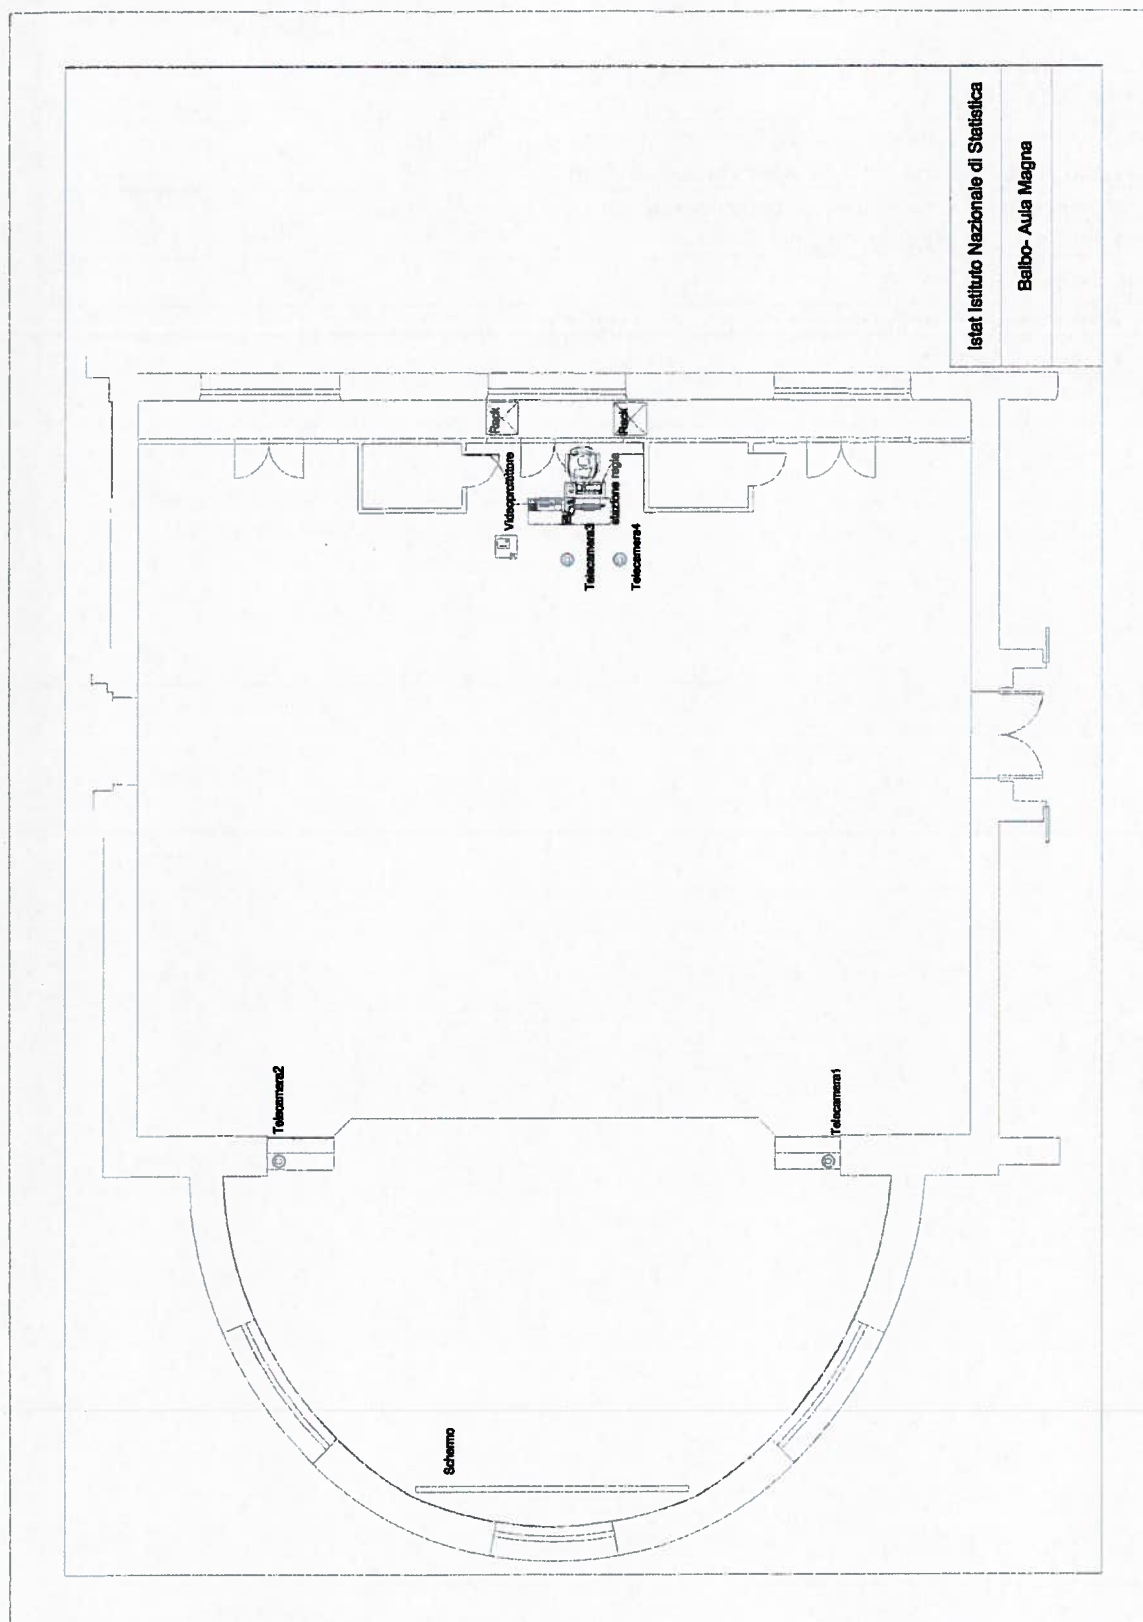 Istat Istituto Nazionale di Statistica
Balbo- Aula Magna
Rack
Rack
Videoproiettore
stazione regia
Telecamera3
Telecamera4
Telecamera2
Telecamera1
Schermo